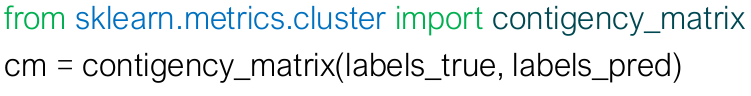 from sklearn.metrics.cluster import contigency_matrix
cm = contigency_matrix(labels_true, labels_pred)